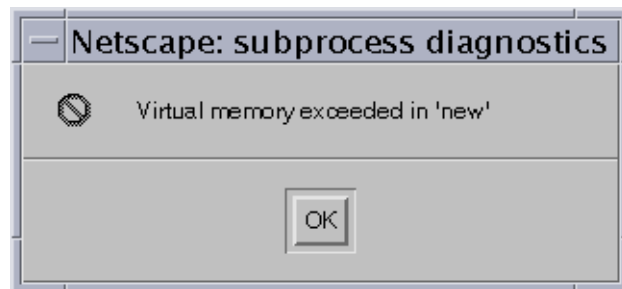 Netscape: subprocess diagnostics
Virtual memory exceeded in 'new'
OK